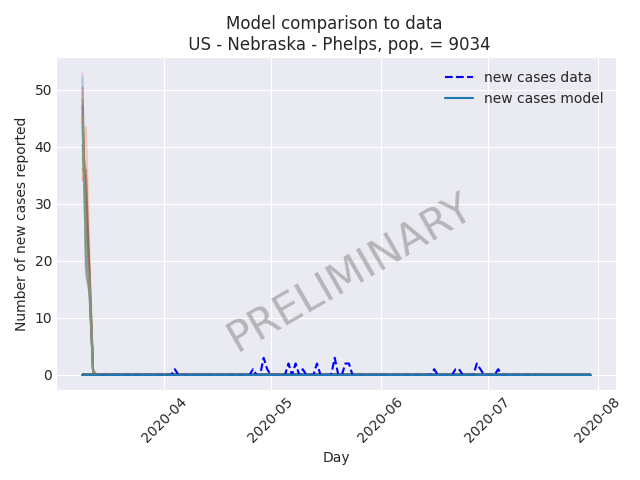 Model comparison to data
US - Nebraska - Phelps, pop. = 9034
new cases data
new cases model
Number of new cases reported
50
40
30
20
10
0
PRELIMINARY
2020-04
2020-05
2020-06
2020-07
2020-08
Day